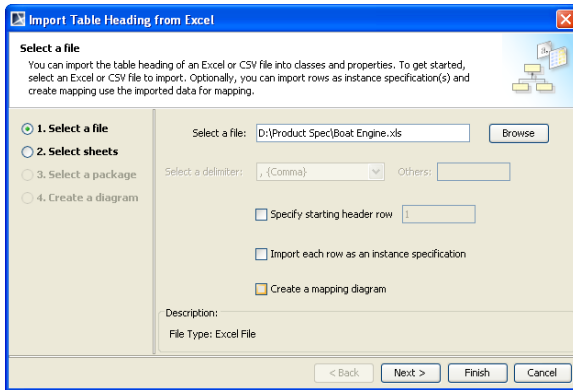 Import Table Heading from Excel
Select a file
You can import the table heading of an Excel or CSV file into classes and properties. To get started,
select an Excel or CSV file to import. Optionally, you can import rows as instance specification(s) and
create mapping use the imported data for mapping.
1. Select a file
2. Select sheets
3. Select a package
4. Create a diagram
Select a file: D:\Product Spec\Boat Engine.xls Browse
Select a delimiter: , {Comma} Others:
Specify starting header row 1
Import each row as an instance specification
Create a mapping diagram
Description:
File Type: Excel File
< Back Next > Finish Cancel